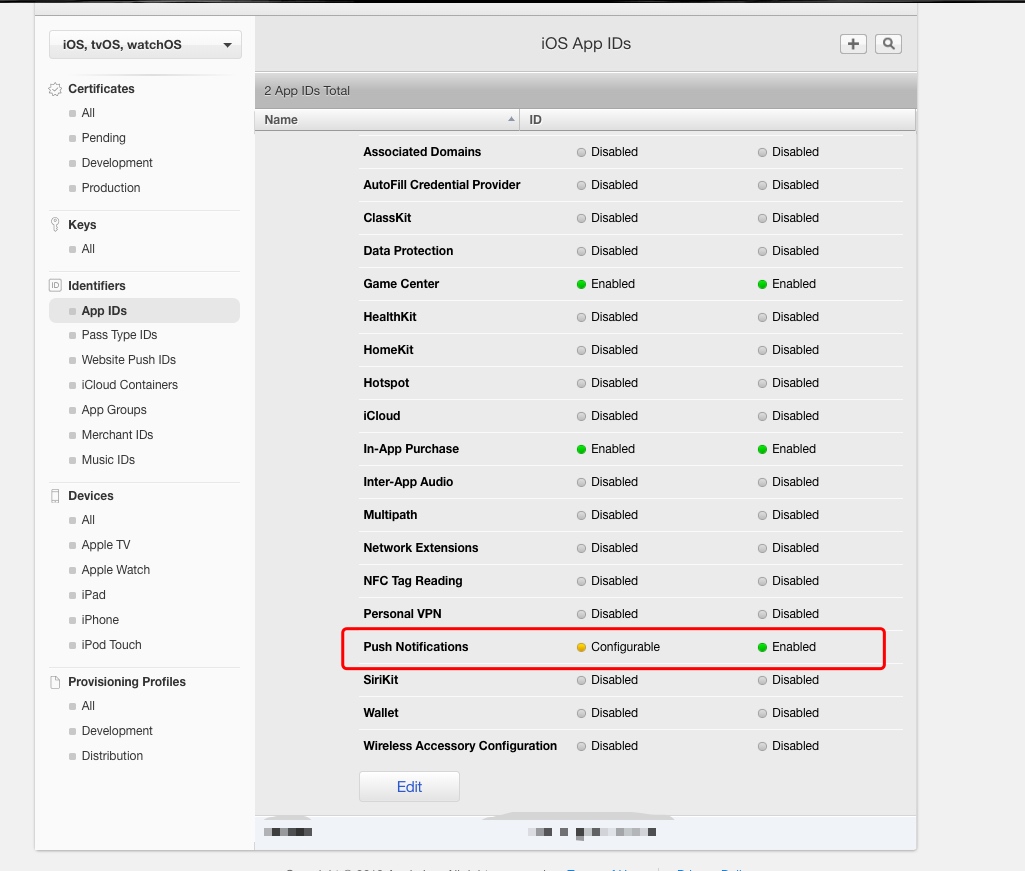 iOS, tvOS, watchOS
iOS App IDs
2 App IDs Total
Name ID
Certificates
All
Pending
Development
Production
Keys
All
Identifiers
App IDs
Pass Type IDs
Website Push IDs
iCloud Containers
App Groups
Merchant IDs
Music IDs
Devices
All
Apple TV
Apple Watch
iPad
iPhone
iPod Touch
Provisioning Profiles
All
Development
Distribution
Associated Domains Disabled Disabled
AutoFill Credential Provider Disabled Disabled
ClassKit Disabled Disabled
Data Protection Disabled Disabled
Game Center Enabled Enabled
HealthKit Disabled Disabled
HomeKit Disabled Disabled
Hotspot Disabled Disabled
iCloud Disabled Disabled
In-App Purchase Enabled Enabled
Inter-App Audio Disabled Disabled
Multipath Disabled Disabled
Network Extensions Disabled Disabled
NFC Tag Reading Disabled Disabled
Personal VPN Disabled Disabled
Push Notifications Configurable Enabled
SiriKit Disabled Disabled
Wallet Disabled Disabled
Wireless Accessory Configuration Disabled Disabled
Edit